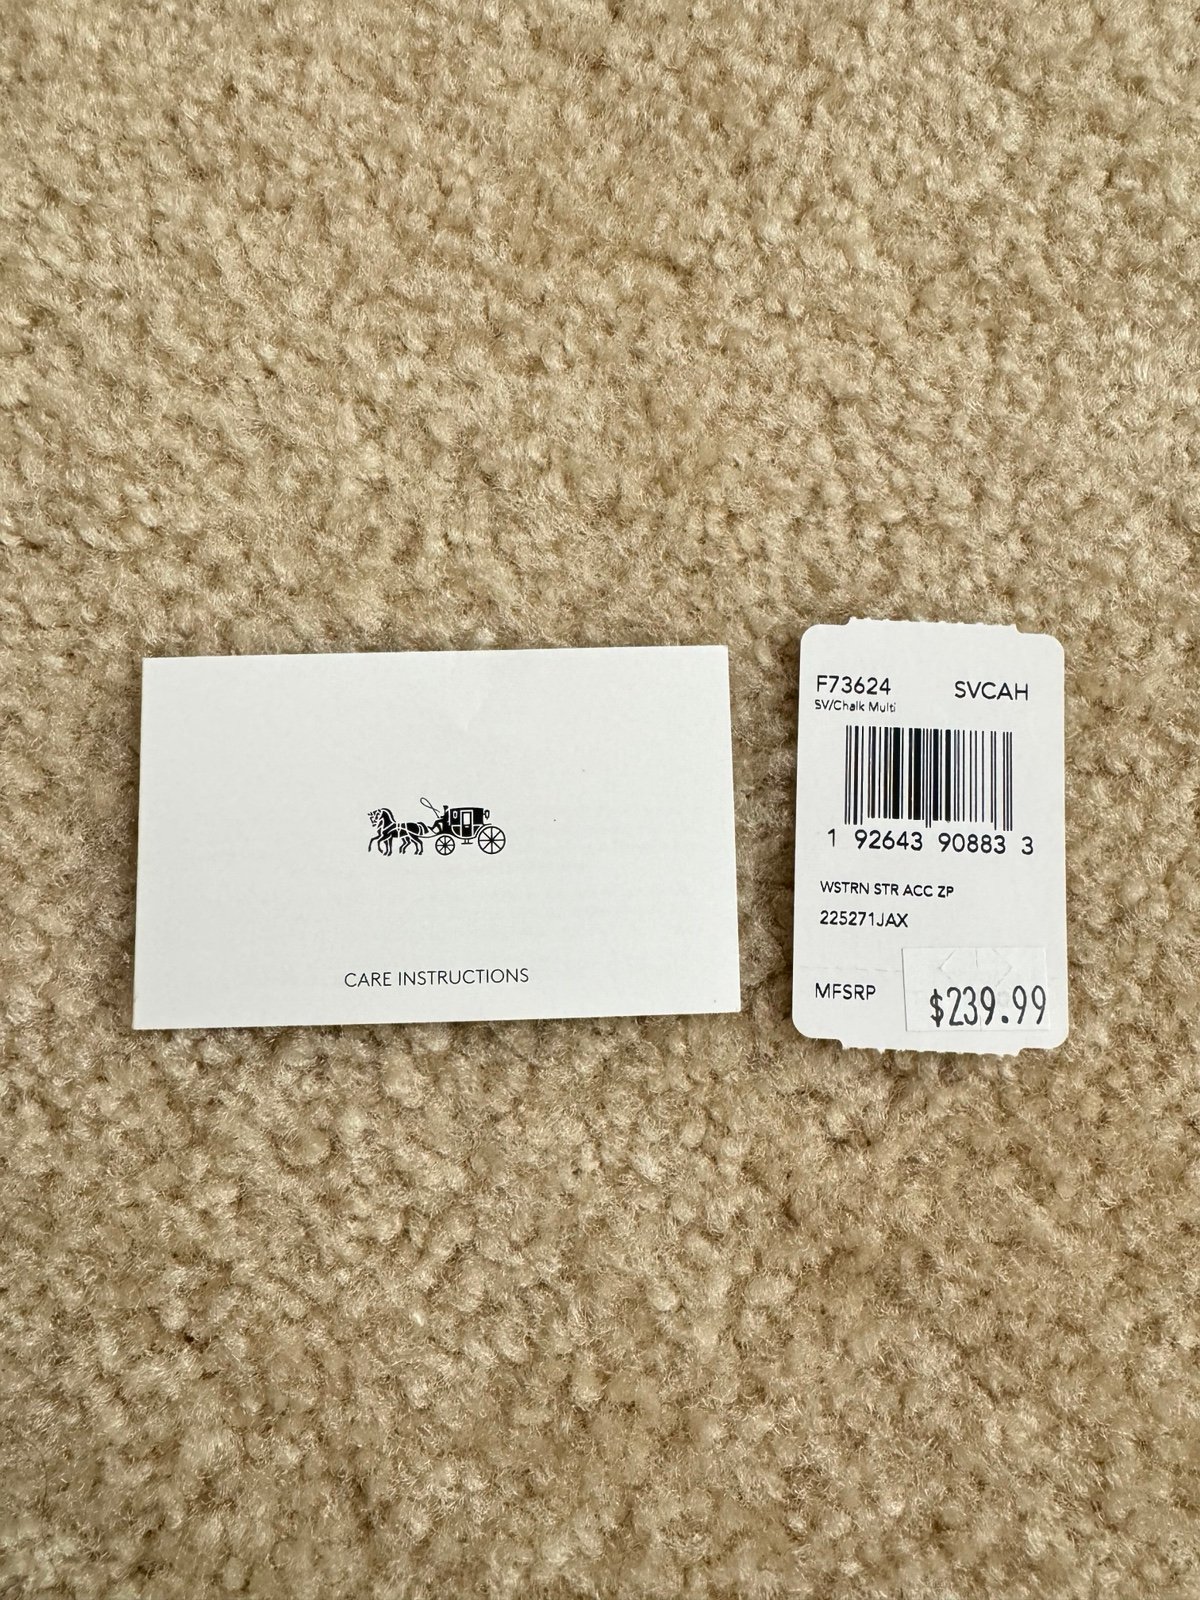 CARE INSTRUCTIONS
F73624 SVCAH
SV/Chalk Multi
1 92643 90883 3
WSTRN STR ACC ZP
225271JAX
MFSRP $239.99